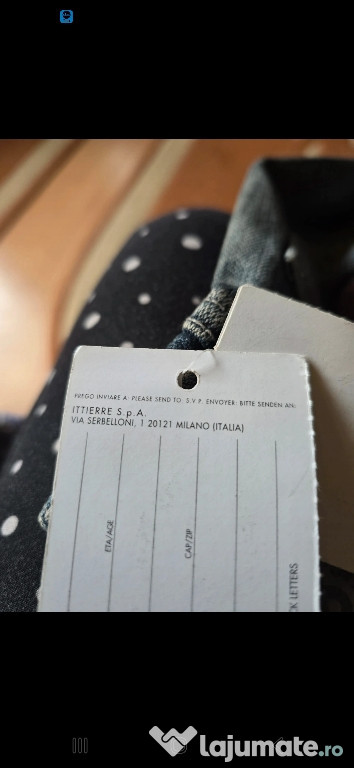 PREGO INVIARE A: PLEASE SEND TO: S.V.P. ENVOYER: BITTE SENDEN AN:
ITTIERRE S.p.A.
VIA SERBELLONI, 1 20121 MILANO (ITALIA)
ETA/AGE
CAP/ZIP
LETTERS
lajumate.ro